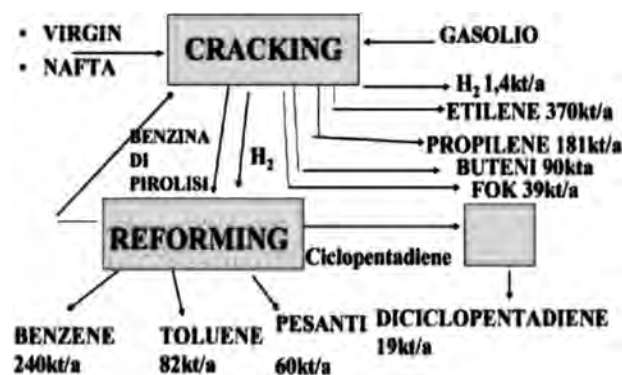 • VIRGIN
• NAFTA
CRACKING
GASOLIO
H₂ 1,4kt/a
ETILENE 370kt/a
PROPILENE 181kt/a
BUTENI 90kta
FOK 39kt/a
BENZINA
DI
PIROLISI
H₂
REFORMING
Ciclopentadiene
BENZENE
240kt/a
TOLUENE
82kt/a
PESANTI
60kt/a
DICICLOPENTADIENE
19kt/a